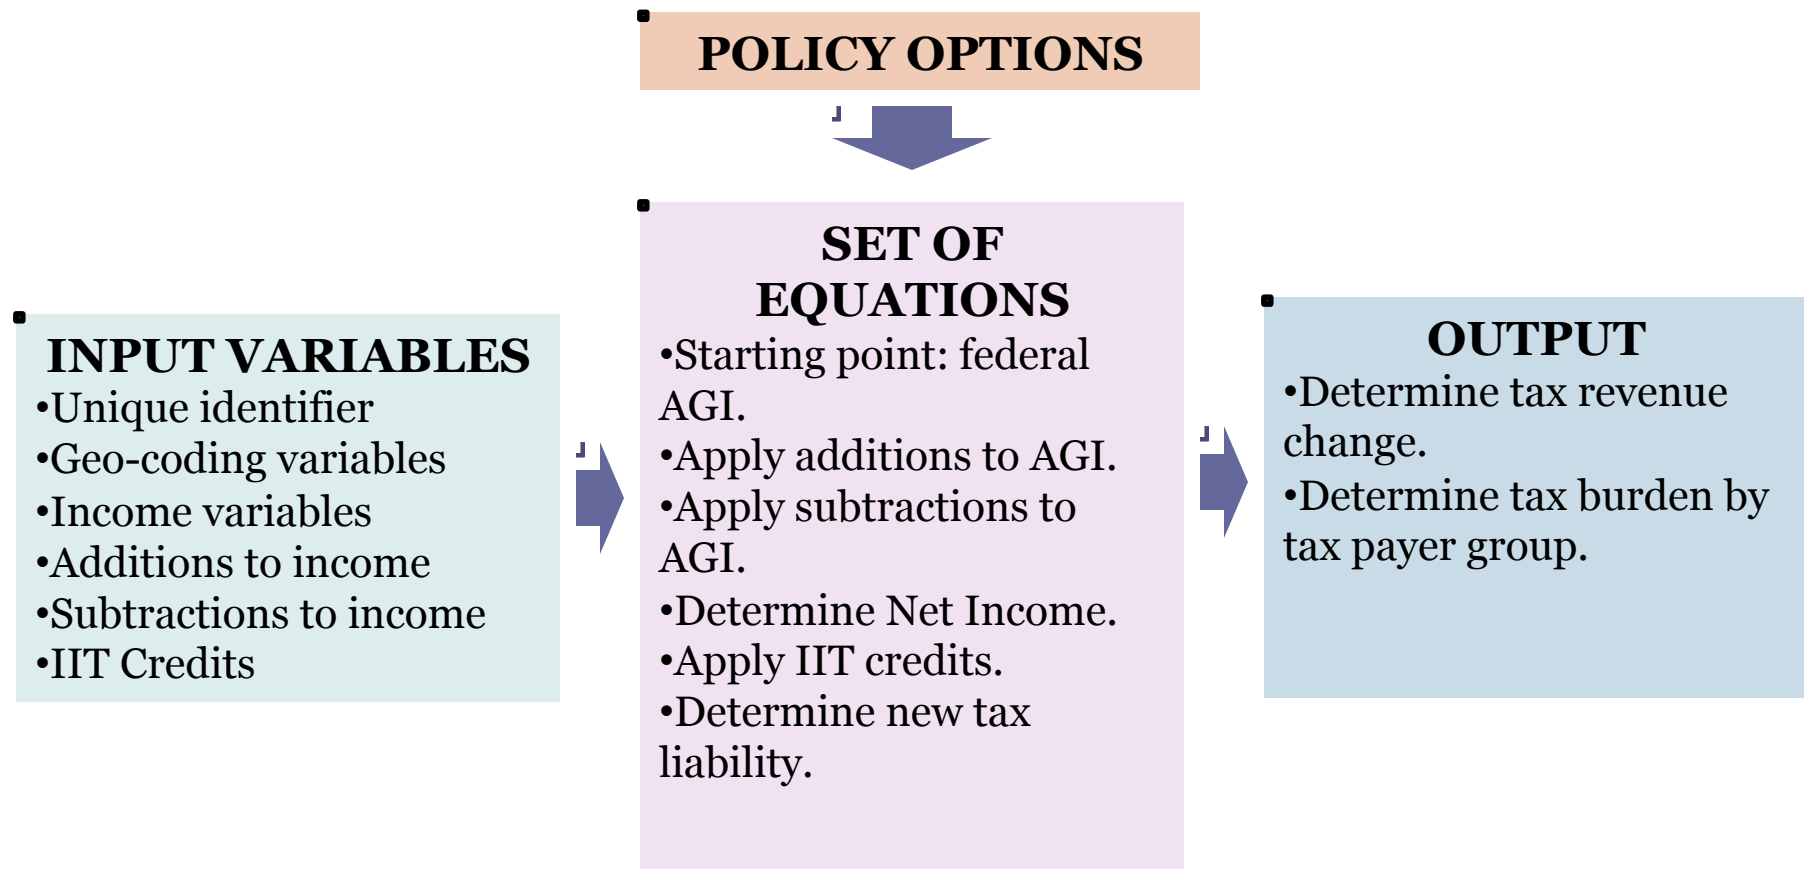 POLICY OPTIONS
INPUT VARIABLES
•Unique identifier
•Geo-coding variables
•Income variables
•Additions to income
•Subtractions to income
•IIT Credits
SET OF
EQUATIONS
•Starting point: federal
AGI.
•Apply additions to AGI.
•Apply subtractions to
AGI.
•Determine Net Income.
•Apply IIT credits.
•Determine new tax
liability.
OUTPUT
•Determine tax revenue
change.
•Determine tax burden by
tax payer group.